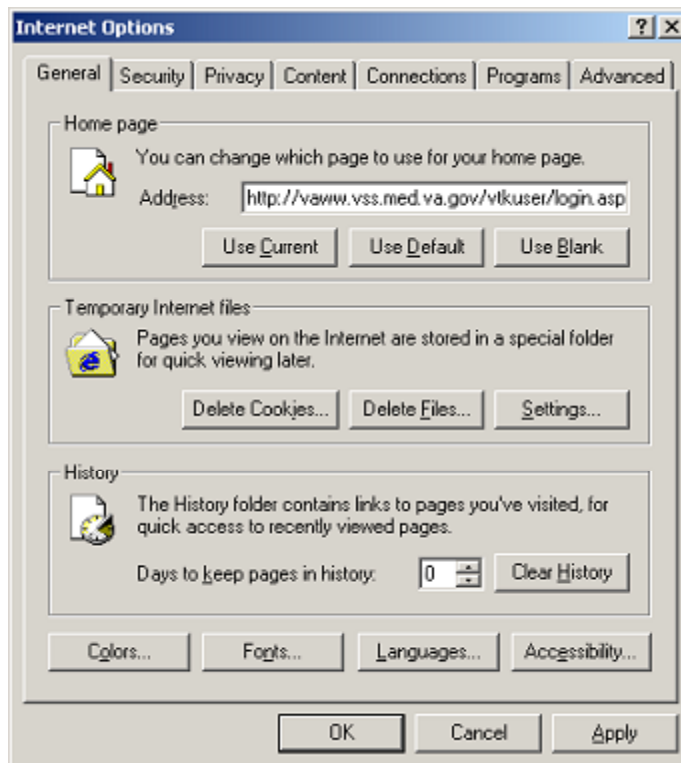 Internet Options
General Security Privacy Content Connections Programs Advanced
Home page
You can change which page to use for your home page.
Address: http://vaww.vss.med.va.gov/vtkuser/login.asp
Use Current Use Default Use Blank
Temporary Internet files
Pages you view on the Internet are stored in a special folder
for quick viewing later.
Delete Cookies... Delete Files... Settings...
History
The History folder contains links to pages you've visited, for
quick access to recently viewed pages.
Days to keep pages in history: 0 Clear History
Colors... Fonts... Languages... Accessibility...
OK Cancel Apply